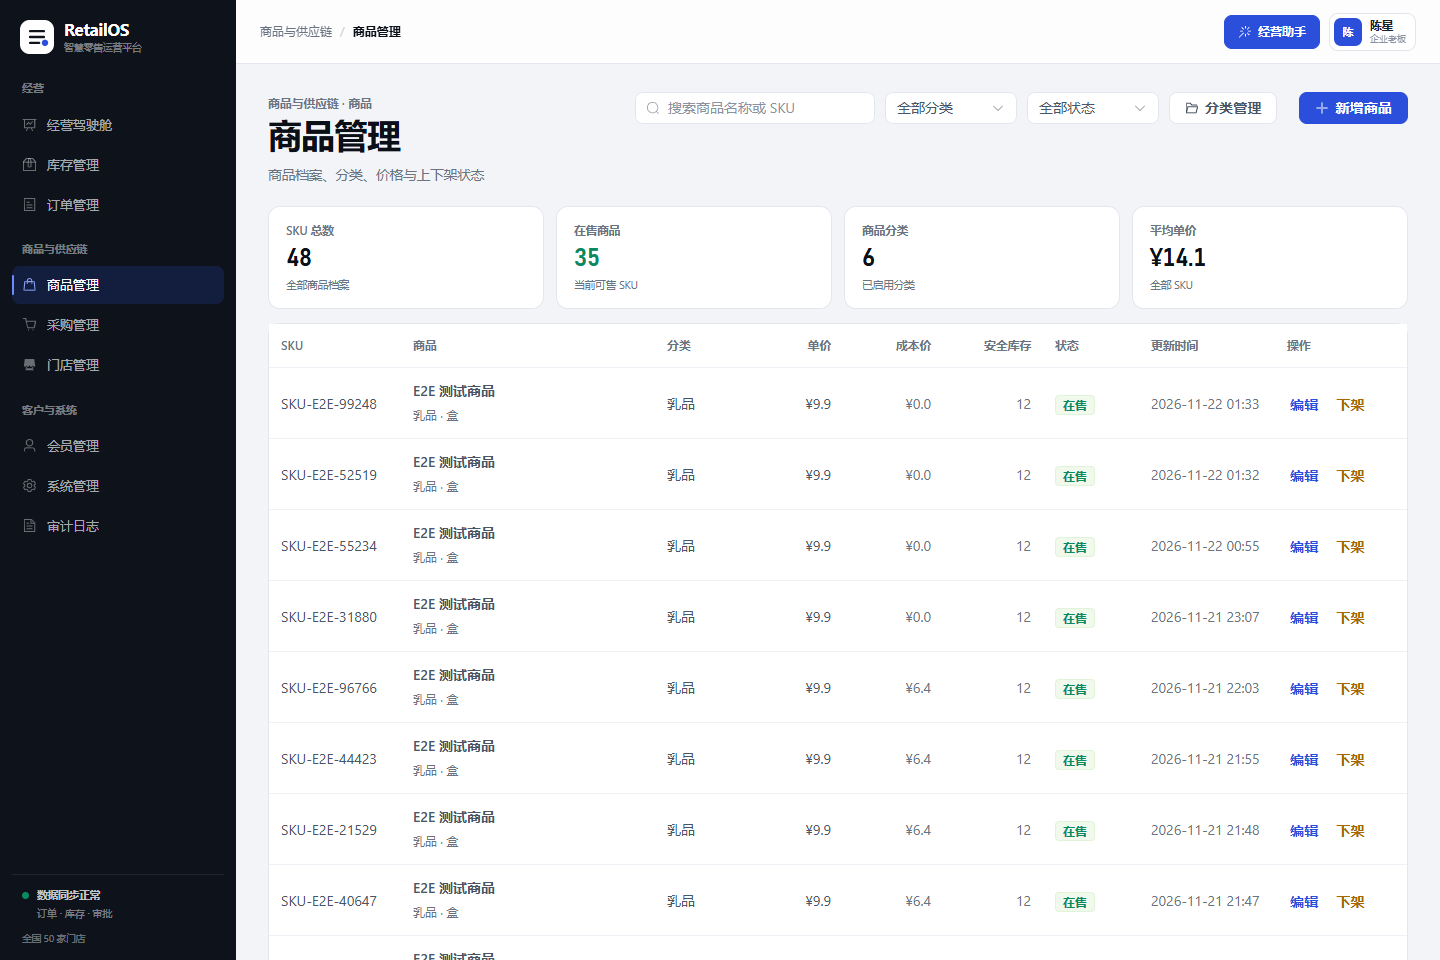 RetailOS
智慧零售运营平台
经营
经营驾驶舱
库存管理
订单管理
商品与供应链
商品管理
采购管理
门店管理
客户与系统
会员管理
系统管理
审计日志
数据同步正常
订单 · 库存 · 审批
全国 50 家门店
商品与供应链 / 商品管理
经营助手
陈
陈星
企业老板
商品与供应链 · 商品
商品管理
商品档案、分类、价格与上下架状态
搜索商品名称或 SKU
全部分类
全部状态
分类管理
新增商品
SKU 总数
48
全部商品档案
在售商品
35
当前可售 SKU
商品分类
6
已启用分类
平均单价
¥14.1
全部 SKU
SKU 商品 分类 单价 成本价 安全库存 状态 更新时间 操作
SKU-E2E-99248 E2E 测试商品 乳品 ¥9.9 ¥0.0 12 在售 2026-11-22 01:33 编辑 下架
乳品 · 盒
SKU-E2E-52519 E2E 测试商品 乳品 ¥9.9 ¥0.0 12 在售 2026-11-22 01:32 编辑 下架
乳品 · 盒
SKU-E2E-55234 E2E 测试商品 乳品 ¥9.9 ¥0.0 12 在售 2026-11-22 00:55 编辑 下架
乳品 · 盒
SKU-E2E-31880 E2E 测试商品 乳品 ¥9.9 ¥0.0 12 在售 2026-11-21 23:07 编辑 下架
乳品 · 盒
SKU-E2E-96766 E2E 测试商品 乳品 ¥9.9 ¥6.4 12 在售 2026-11-21 22:03 编辑 下架
乳品 · 盒
SKU-E2E-44423 E2E 测试商品 乳品 ¥9.9 ¥6.4 12 在售 2026-11-21 21:55 编辑 下架
乳品 · 盒
SKU-E2E-21529 E2E 测试商品 乳品 ¥9.9 ¥6.4 12 在售 2026-11-21 21:48 编辑 下架
乳品 · 盒
SKU-E2E-40647 E2E 测试商品 乳品 ¥9.9 ¥6.4 12 在售 2026-11-21 21:47 编辑 下架
乳品 · 盒
E2E 测试商品